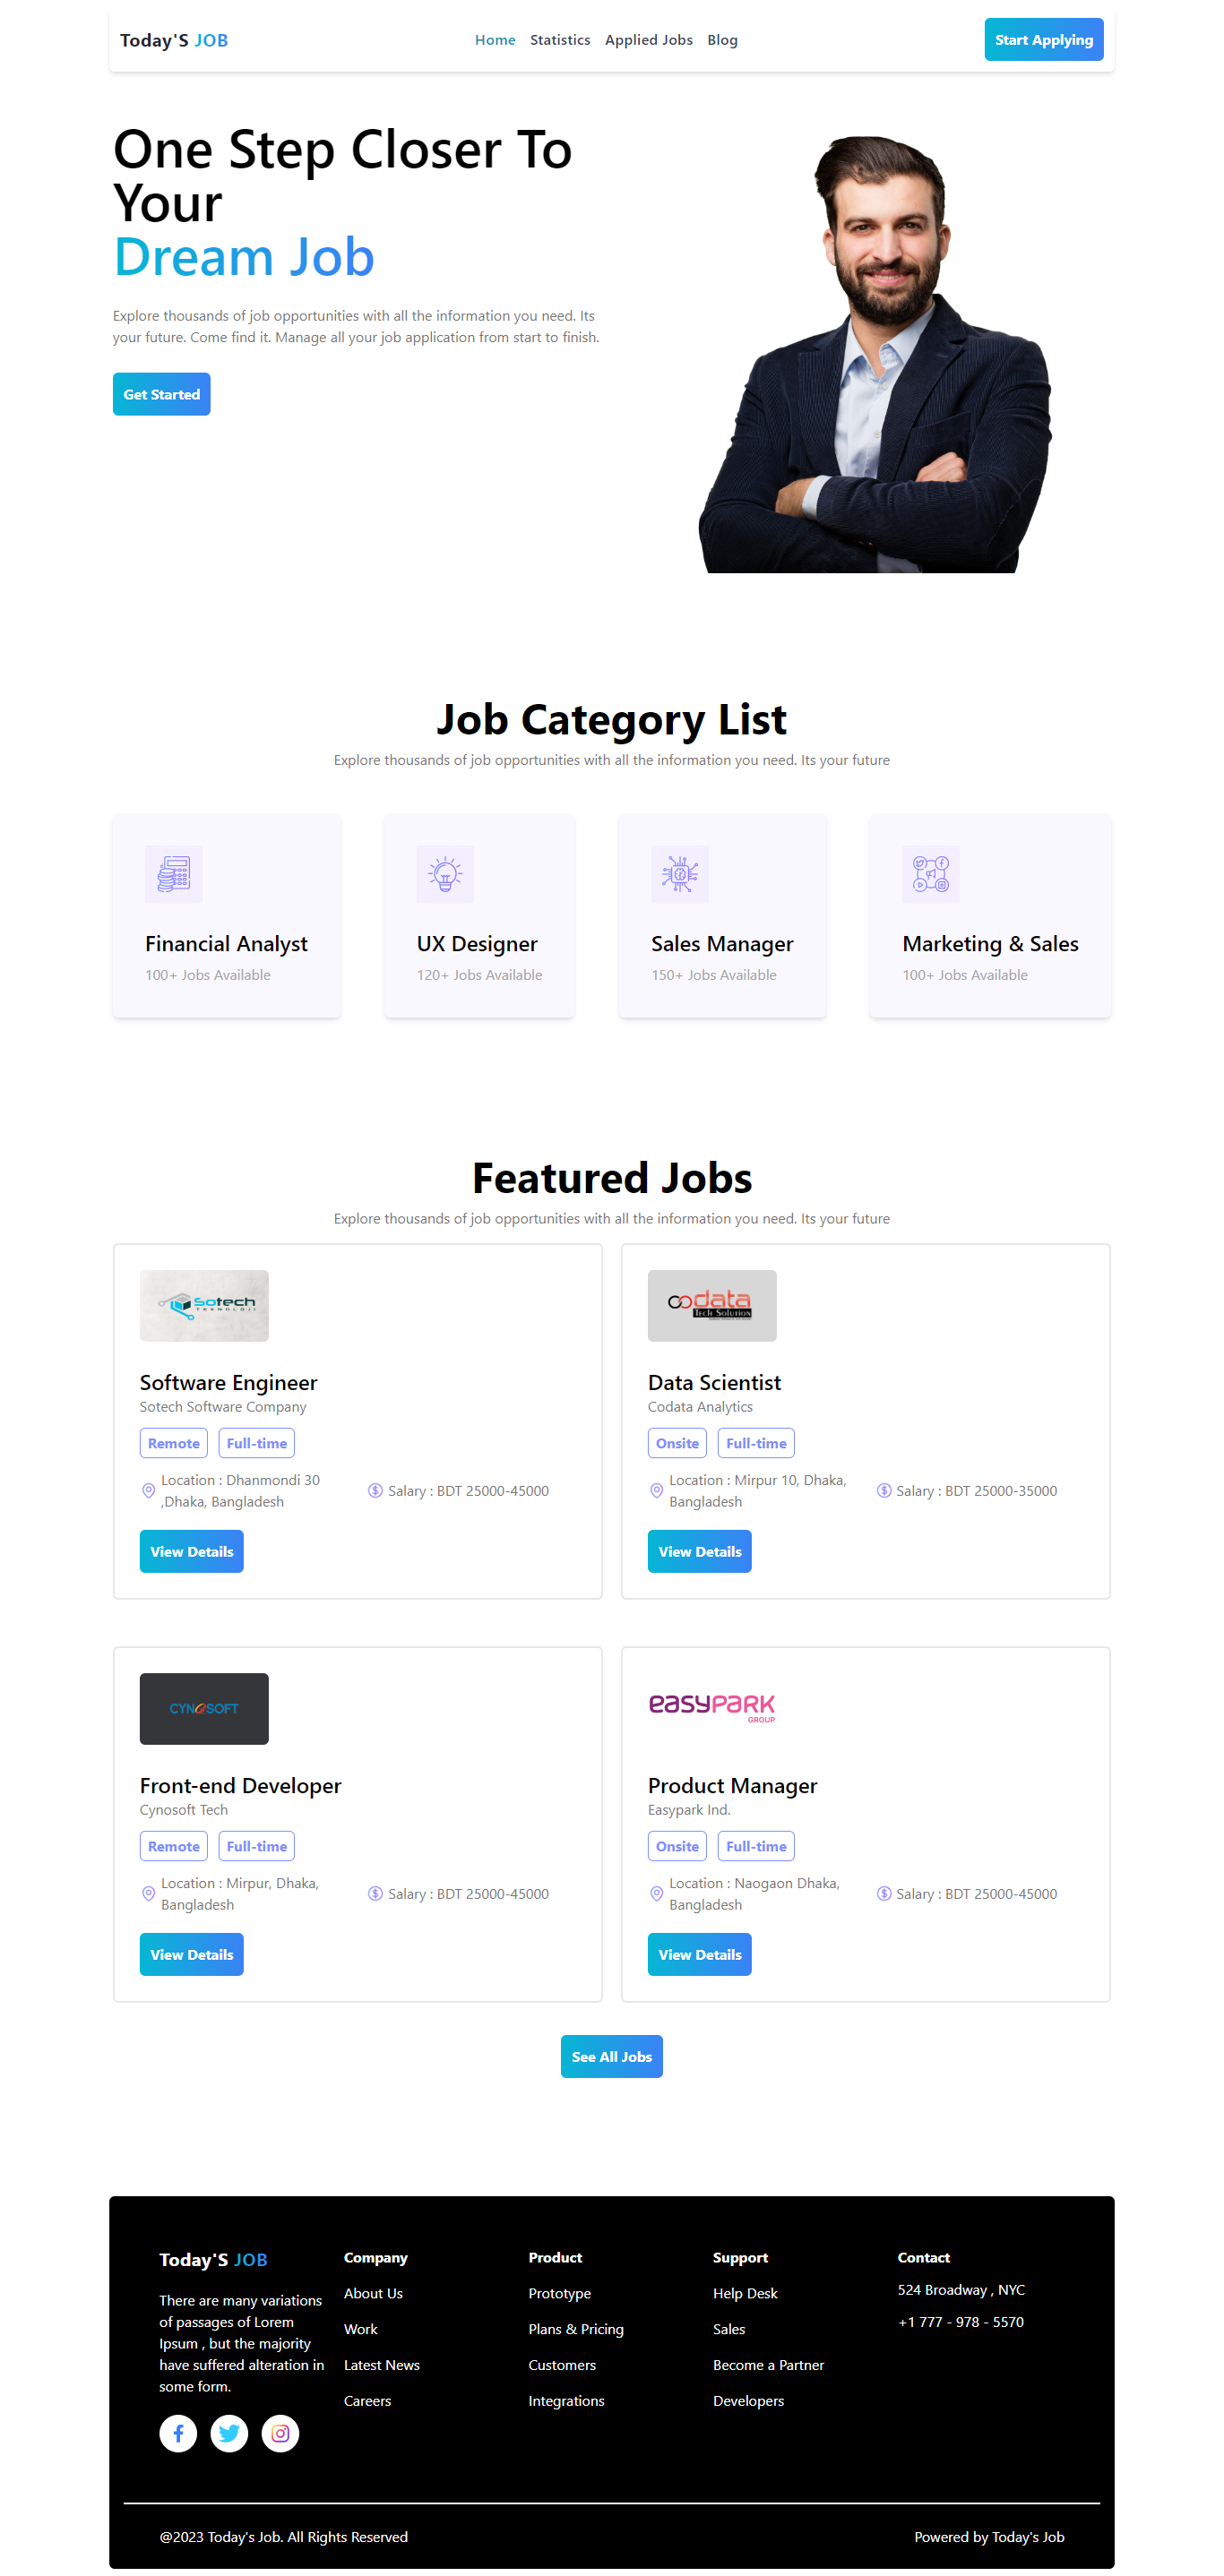 Today'S JOB
Home Statistics Applied Jobs Blog
Start Applying
One Step Closer To
Your
Dream Job
Explore thousands of job opportunities with all the information you need. Its
your future. Come find it. Manage all your job application from start to finish.
Get Started
Job Category List
Explore thousands of job opportunities with all the information you need. Its your future
Financial Analyst
100+ Jobs Available
UX Designer
120+ Jobs Available
Sales Manager
150+ Jobs Available
Marketing & Sales
100+ Jobs Available
Featured Jobs
Explore thousands of job opportunities with all the information you need. Its your future
Sotech
TEKNOLOJI
Software Engineer
Sotech Software Company
Remote Full-time
Location : Dhanmondi 30
,Dhaka, Bangladesh
Salary : BDT 25000-45000
View Details
codata
Tech Solution
Data Scientist
Codata Analytics
Onsite Full-time
Location : Mirpur 10, Dhaka,
Bangladesh
Salary : BDT 25000-35000
View Details
CYNOSOFT
Front-end Developer
Cynosoft Tech
Remote Full-time
Location : Mirpur, Dhaka,
Bangladesh
Salary : BDT 25000-45000
View Details
easyPARK
GROUP
Product Manager
Easypark Ind.
Onsite Full-time
Location : Naogaon Dhaka,
Bangladesh
Salary : BDT 25000-45000
View Details
See All Jobs
Today'S JOB
There are many variations
of passages of Lorem
Ipsum , but the majority
have suffered alteration in
some form.
Company
About Us
Work
Latest News
Careers
Product
Prototype
Plans & Pricing
Customers
Integrations
Support
Help Desk
Sales
Become a Partner
Developers
Contact
524 Broadway , NYC
+1 777 - 978 - 5570
@2023 Today's Job. All Rights Reserved
Powered by Today's Job